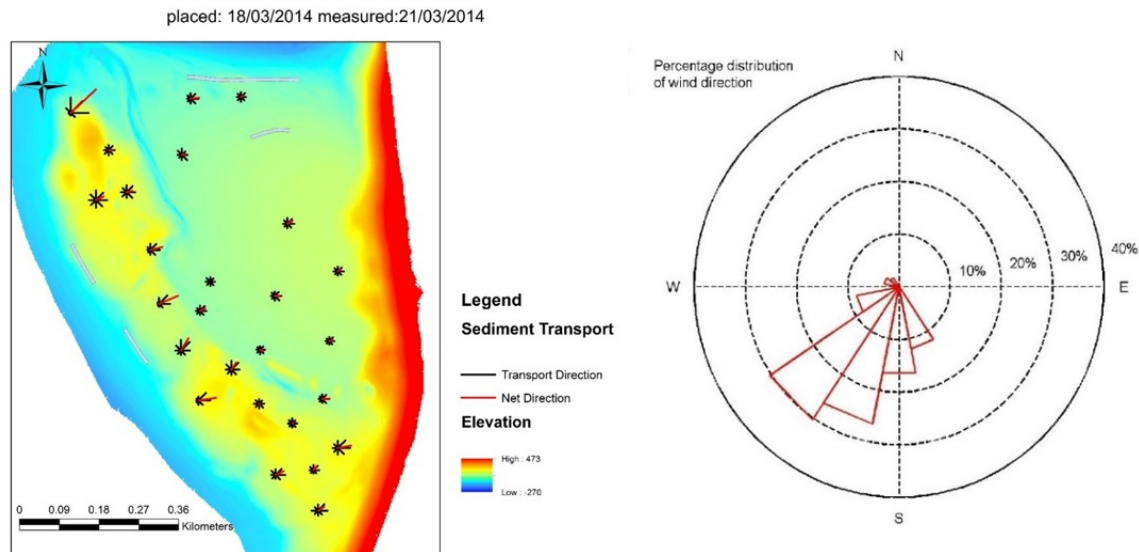 placed: 18/03/2014 measured:21/03/2014
N
0 0.09 0.18 0.27 0.36
Kilometers
Legend
Sediment Transport
Transport Direction
Net Direction
Elevation
High : 473
Low : -270
Percentage distribution
of wind direction
N
W
E
S
10%
20%
30%
40%